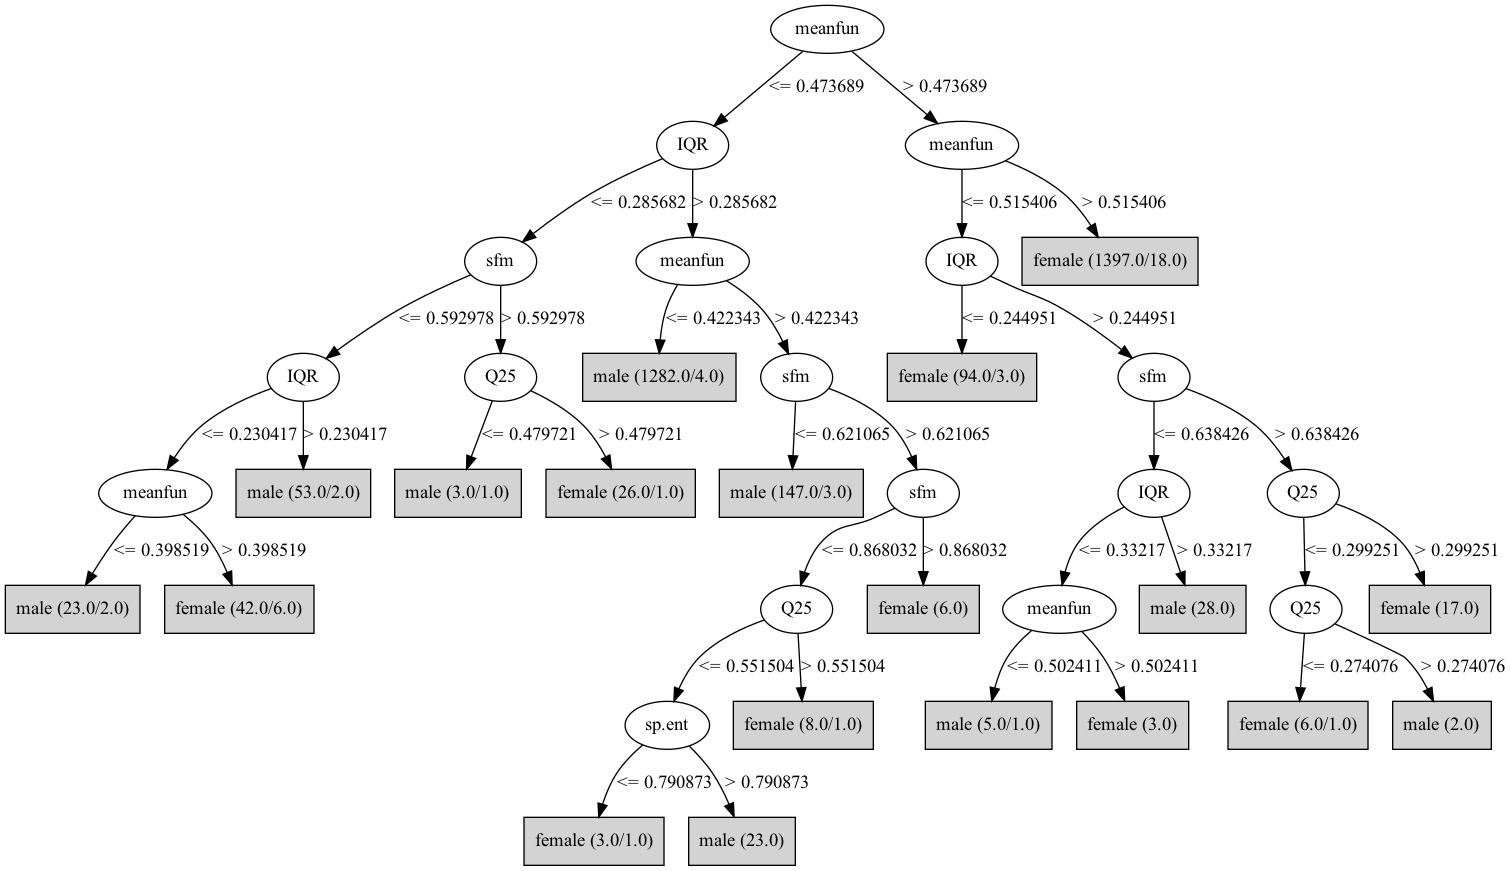 meanfun
<= 0.473689
> 0.473689
IQR
meanfun
<= 0.285682
> 0.285682
<= 0.515406
> 0.515406
sfm
meanfun
IQR
female (1397.0/18.0)
<= 0.592978
> 0.592978
<= 0.422343
> 0.422343
<= 0.244951
> 0.244951
IQR
Q25
male (1282.0/4.0)
sfm
female (94.0/3.0)
sfm
<= 0.230417
> 0.230417
<= 0.479721
> 0.479721
<= 0.621065
> 0.621065
<= 0.638426
> 0.638426
meanfun
male (53.0/2.0)
male (3.0/1.0)
female (26.0/1.0)
male (147.0/3.0)
sfm
IQR
Q25
<= 0.398519
> 0.398519
<= 0.868032
> 0.868032
<= 0.33217
> 0.33217
<= 0.299251
> 0.299251
male (23.0/2.0)
female (42.0/6.0)
Q25
female (6.0)
meanfun
male (28.0)
Q25
female (17.0)
<= 0.551504
> 0.551504
<= 0.502411
> 0.502411
<= 0.274076
> 0.274076
sp.ent
female (8.0/1.0)
male (5.0/1.0)
female (3.0)
female (6.0/1.0)
male (2.0)
<= 0.790873
> 0.790873
female (3.0/1.0)
male (23.0)